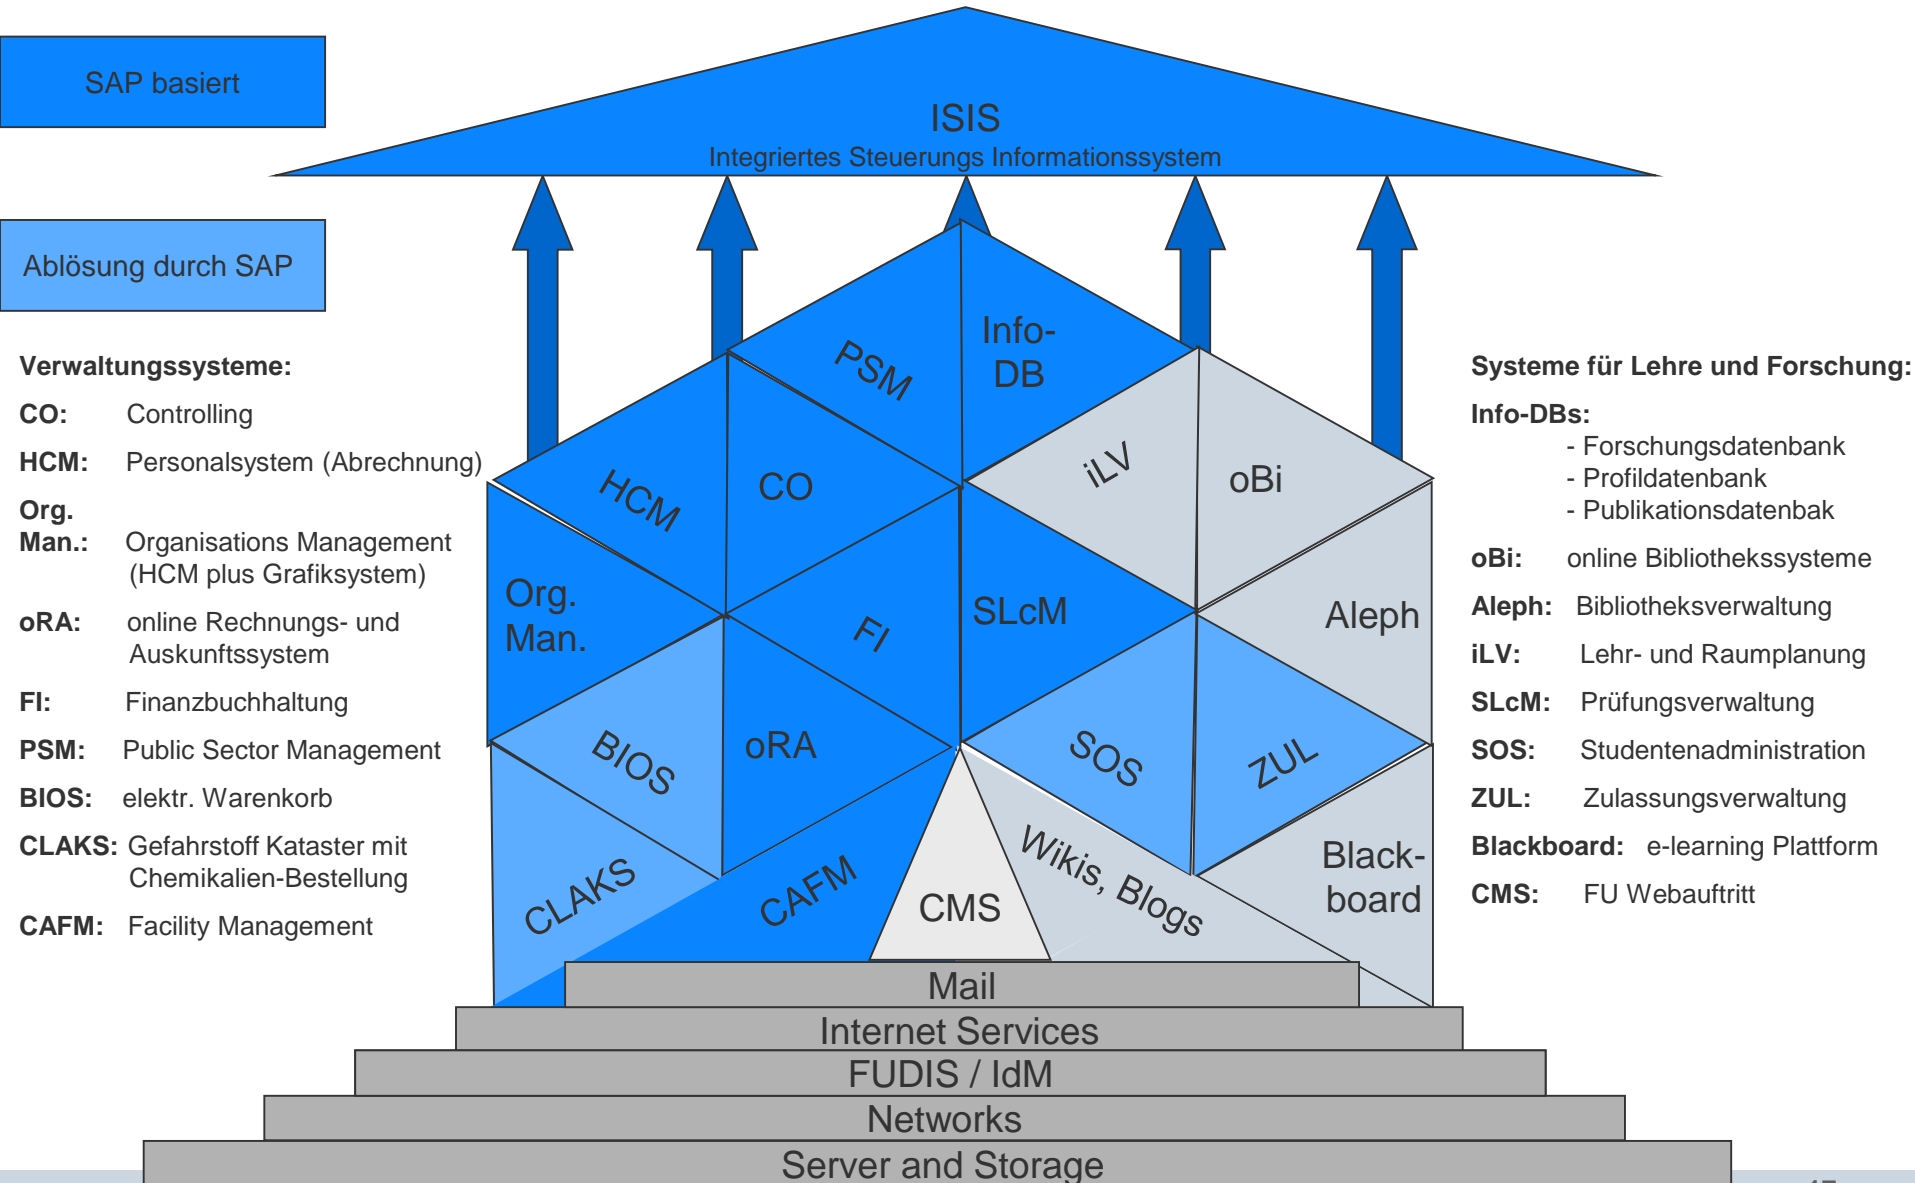 SAP basiert
Ablösung durch SAP
ISIS
Integriertes Steuerungs Informationssystem
Verwaltungssysteme:
CO: Controlling
HCM: Personalsystem (Abrechnung)
Org.
Man.: Organisations Management
(HCM plus Grafiksystem)
oRA: online Rechnungs- und
Auskunftssystem
FI: Finanzbuchhaltung
PSM: Public Sector Management
BIOS: elektr. Warenkorb
CLAKS: Gefahrstoff Kataster mit
Chemikalien-Bestellung
CAFM: Facility Management
PSM
Info-
DB
HCM
CO
iLV
oBi
Org.
Man.
FI
SLcM
Aleph
BIOS
oRA
SOS
ZUL
CLAKS
CAFM
CMS
Wikis, Blogs
Black-
board
Mail
Internet Services
FUDIS / IdM
Networks
Server and Storage
Systeme für Lehre und Forschung:
Info-DBs:
- Forschungsdatenbank
- Profildatenbank
- Publikationsdatenbak
oBi: online Bibliothekssysteme
Aleph: Bibliotheksverwaltung
iLV: Lehr- und Raumplanung
SLcM: Prüfungsverwaltung
SOS: Studentenadministration
ZUL: Zulassungsverwaltung
Blackboard: e-learning Plattform
CMS: FU Webauftritt